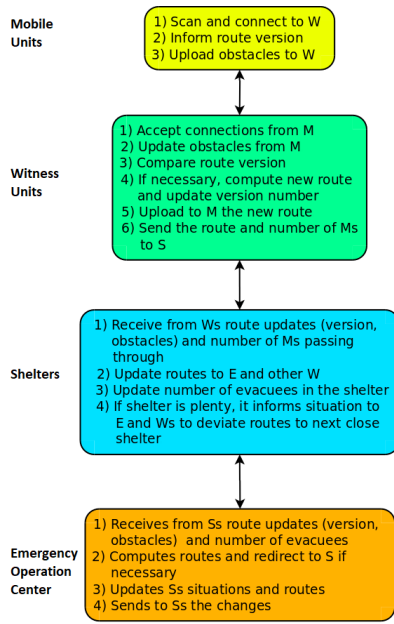 Mobile
Units
1) Scan and connect to W
2) Inform route version
3) Upload obstacles to W
Witness
Units
1) Accept connections from M
2) Update obstacles from M
3) Compare route version
4) If necessary, compute new route
and update version number
5) Upload to M the new route
6) Send the route and number of Ms
to S
Shelters
1) Receive from Ws route updates (version,
obstacles) and number of Ms passing
through
2) Update routes to E and other W
3) Update number of evacuees in the shelter
4) If shelter is plenty, it informs situation to
E and Ws to deviate routes to next close
shelter
Emergency
Operation
Center
1) Receives from Ss route updates (version,
obstacles) and number of evacuees
2) Computes routes and redirect to S if
necessary
3) Updates Ss situations and routes
4) Sends to Ss the changes